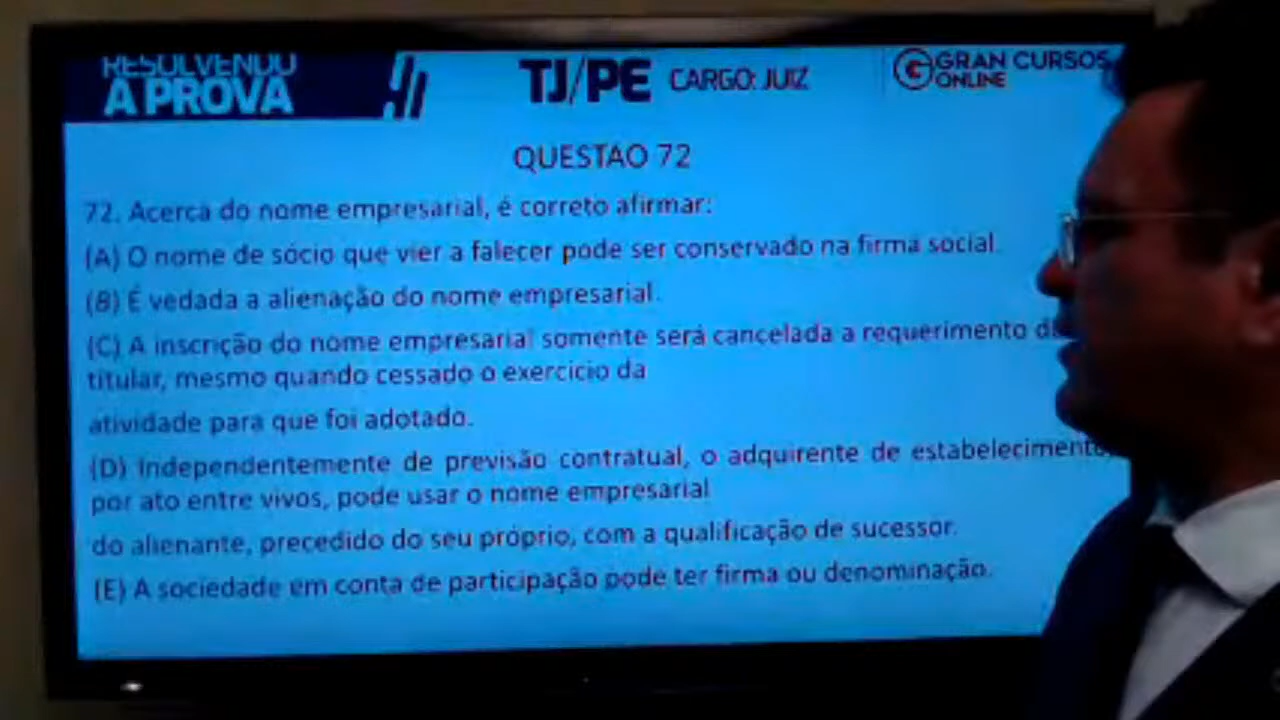 RESOLVENDO
A PROVA
TJ/PE CARGO: JUIZ
G GRAN CURSOS
ONLINE
QUESTAO 72
72. Acerca do nome empresarial, é correto afirmar:
(A) O nome de sócio que vier a falecer pode ser conservado na firma social.
(B) É vedada a alienação do nome empresarial.
(C) A inscrição do nome empresarial somente será cancelada a requerimento d
titular, mesmo quando cessado o exercício da
atividade para que foi adotado.
(D) Independentemente de previsão contratual, o adquirente de estabelecimento,
por ato entre vivos, pode usar o nome empresarial
do alienante, precedido do seu próprio, com a qualificação de sucessor.
(E) A sociedade em conta de participação pode ter firma ou denominação.